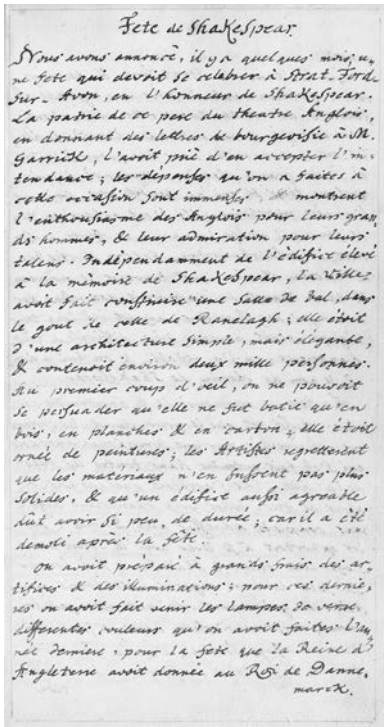 Fete de Shakespear.
Nous avons annoncé, il y a quelques mois, u-
ne fete qui devoit se celebrer à Strat-Ford-
Sur-Avon, en l'honneur de Shakespear.
La patrie de ce pere du theatre Anglois,
en donnant des lettres de bourgeoisie à M.
Garrick, l'avoit prié d'en accepter l'in-
tendance; les depenses qu'on a faites à
cette occasion sont immenses, & montrent
l'enthousiasme des Anglois pour leurs gran-
ds hommes, & leur admiration pour leurs
talens. Indépendamment de l'édifice élevé
à la mémoire de Shakespear, la ville
avoit fait construire une Salle de bal, dans
le gout de celle de Ranelagh; elle étoit
d'une architecture simple, mais élégante,
& contenoit environ deux mille personnes.
Au premier coup d'oeil, on ne pouvoit
se persuader qu'elle ne fut batie qu'en
bois, en planches & en carton; elle étoit
ornée de peintures; les Artistes regretterent
que les matériaux n'en fussent pas plus
solides, & qu'un édifice aussi agreable
dût avoir si peu de durée; car il a été
demoli après la fête.
On avoit préparé à grands frais des ar-
tifices & des illuminations; pour ces dernie-
res on avoit fait venir les lampes de verre
differentes couleurs qu'on avoit faites l'an-
née derniere, pour la fete que la Reine d'
Angleterre avoit donnée au Roi de Danne-
marck.